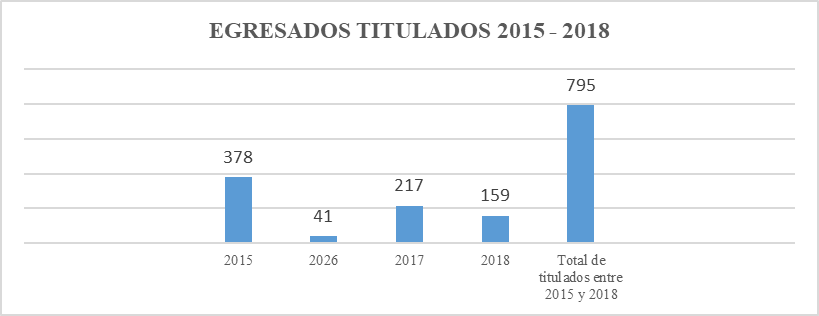 EGRESADOS TITULADOS 2015 - 2018
795
378
217
159
41
2015
2026
2017
2018
Total de
titulados entre
2015 y 2018